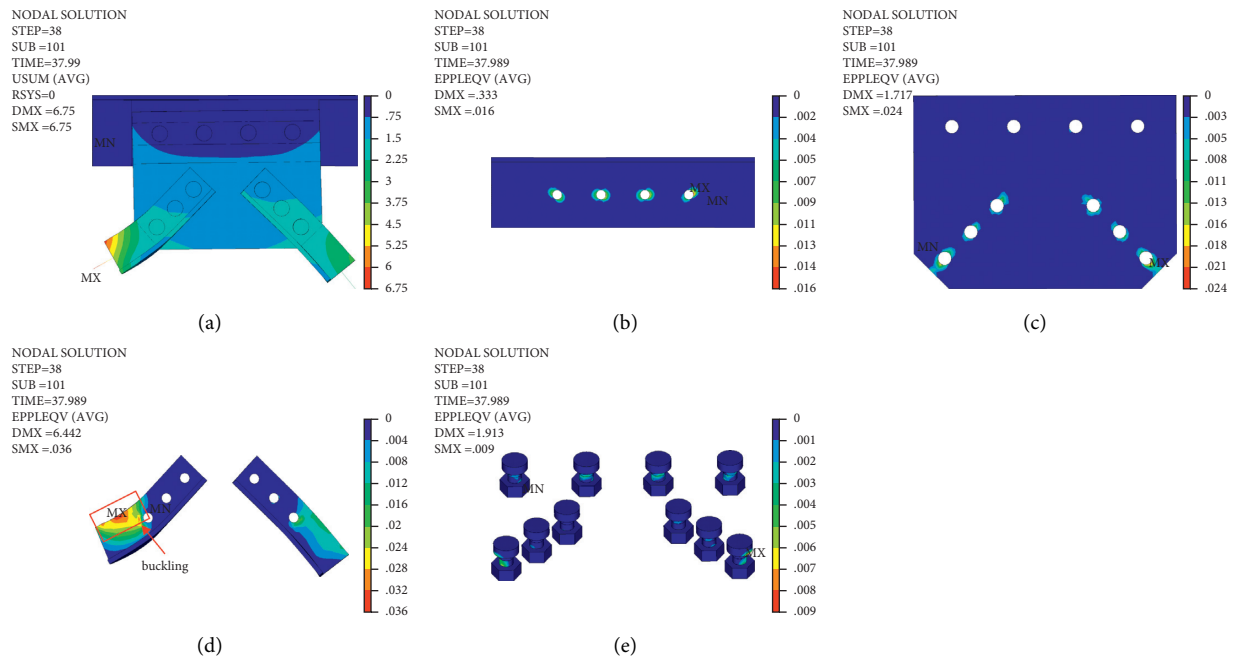 NODAL SOLUTION
STEP=38
SUB =101
TIME=37.99
USUM (AVG)
RSYS=0
DMX =6.75
SMX =6.75
MN
MX
0
.75
1.5
2.25
3
3.75
4.5
5.25
6
6.75
(a)
NODAL SOLUTION
STEP=38
SUB =101
TIME=37.989
EPPLEQV (AVG)
DMX =.333
SMX =.016
MX
MN
0
.002
.004
.005
.007
.009
.011
.013
.014
.016
(b)
NODAL SOLUTION
STEP=38
SUB =101
TIME=37.989
EPPLEQV (AVG)
DMX =1.717
SMX =.024
MN
MX
0
.003
.005
.008
.010
.013
.016
.018
.021
.024
(c)
NODAL SOLUTION
STEP=38
SUB =101
TIME=37.989
EPPLEQV (AVG)
DMX =6.442
SMX =.036
MX
MN
buckling
0
.004
.008
.012
.016
.02
.024
.028
.032
.036
(d)
NODAL SOLUTION
STEP=38
SUB =101
TIME=37.989
EPPLEQV (AVG)
DMX =1.913
SMX =.009
MN
MX
0
.001
.002
.003
.004
.005
.006
.007
.008
.009
(e)